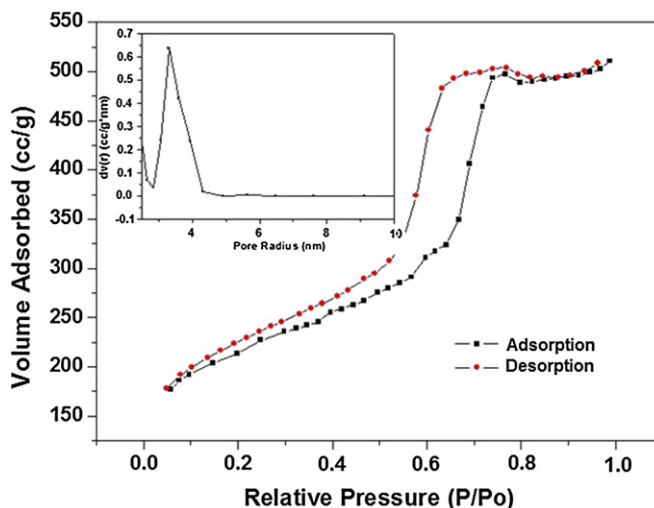 550
500
450
400
350
300
250
200
150
Volume Adsorbed (cc/g)
0.0 0.2 0.4 0.6 0.8 1.0
Relative Pressure (P/Po)
0.7
0.6
0.5
0.4
0.3
0.2
0.1
0.0
-0.1
dv(r) (cc/g*nm)
4 6 8 10
Pore Radius (nm)
Adsorption
Desorption